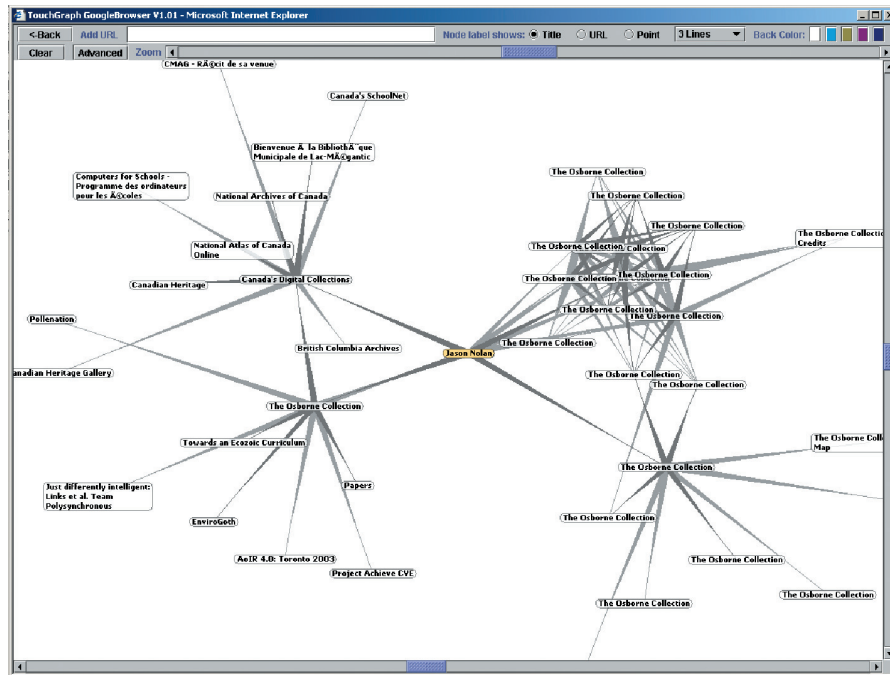 TouchGraph GoogleBrowser V1.01 - Microsoft Internet Explorer
<-Back Add URL Node label shows: Title URL Point 3 Lines Back Color:
Clear Advanced Zoom
CMAG - RÃ©cit de sa venue
Canada's SchoolNet
Bienvenue Ã la BibliothÃ¨que
Municipale de Lac-MÃ©gantic
Computers for Schools -
Programme des ordinateurs
pour les Ã©coles
National Archives of Canada
National Atlas of Canada
Online
Canada's Digital Collections
Canadian Heritage
Pollenation
British Columbia Archives
anadian Heritage Gallery
The Osborne Collection
Towards an Ecozoic Curriculum
Just differently intelligent:
Links et al. Team
Polysynchronous
Papers
EnviroGoth
AoIR 4.0: Toronto 2003
Project Achieve CVE
Jason Nolan
The Osborne Collection
The Osborne Collection
The Osborne Collection
The Osborne Collectio
Credits
The Osborne Collection
rne Collection
The Osborne Collection
The Osborne Collection
The Osborne Collection
The Osborne Collection
The Osborne Collection
The Osborne Collection
The Osborne Collection
The Osborne Coll
Map
The Osborne Collection
The Osborne Collection
The Osborne Collection
The Osborne Collection
The Osborne Collection